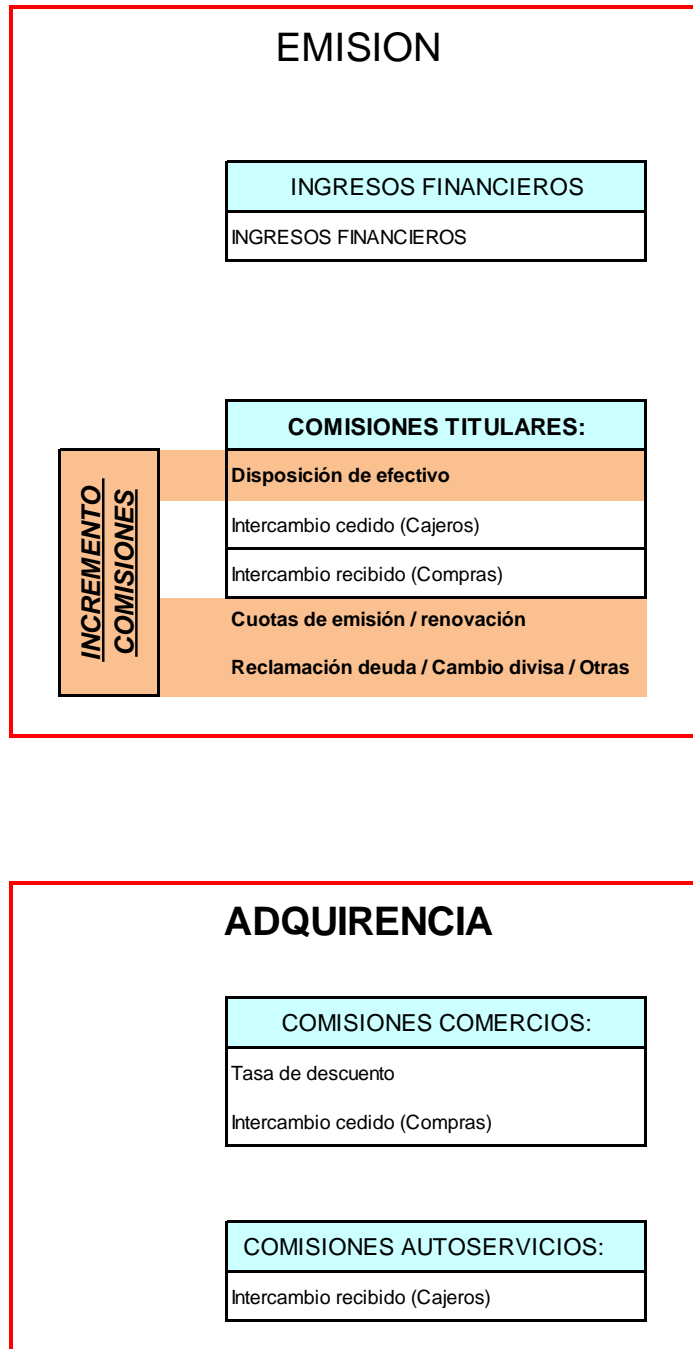 EMISION
INGRESOS FINANCIEROS
INGRESOS FINANCIEROS
COMISIONES TITULARES:
INCREMENTO
COMISIONES
Disposición de efectivo
Intercambio cedido (Cajeros)
Intercambio recibido (Compras)
Cuotas de emisión / renovación
Reclamación deuda / Cambio divisa / Otras
ADQUIRENCIA
COMISIONES COMERCIOS:
Tasa de descuento
Intercambio cedido (Compras)
COMISIONES AUTOSERVICIOS:
Intercambio recibido (Cajeros)